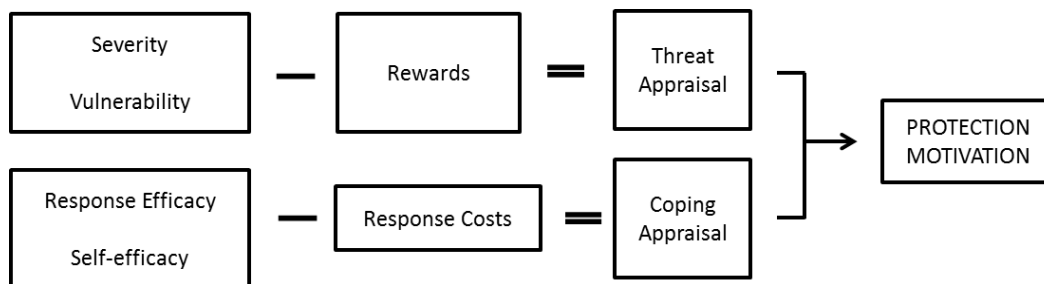 Severity
Vulnerability
Rewards
Threat
Appraisal
PROTECTION
MOTIVATION
Response Efficacy
Self-efficacy
Response Costs
Coping
Appraisal